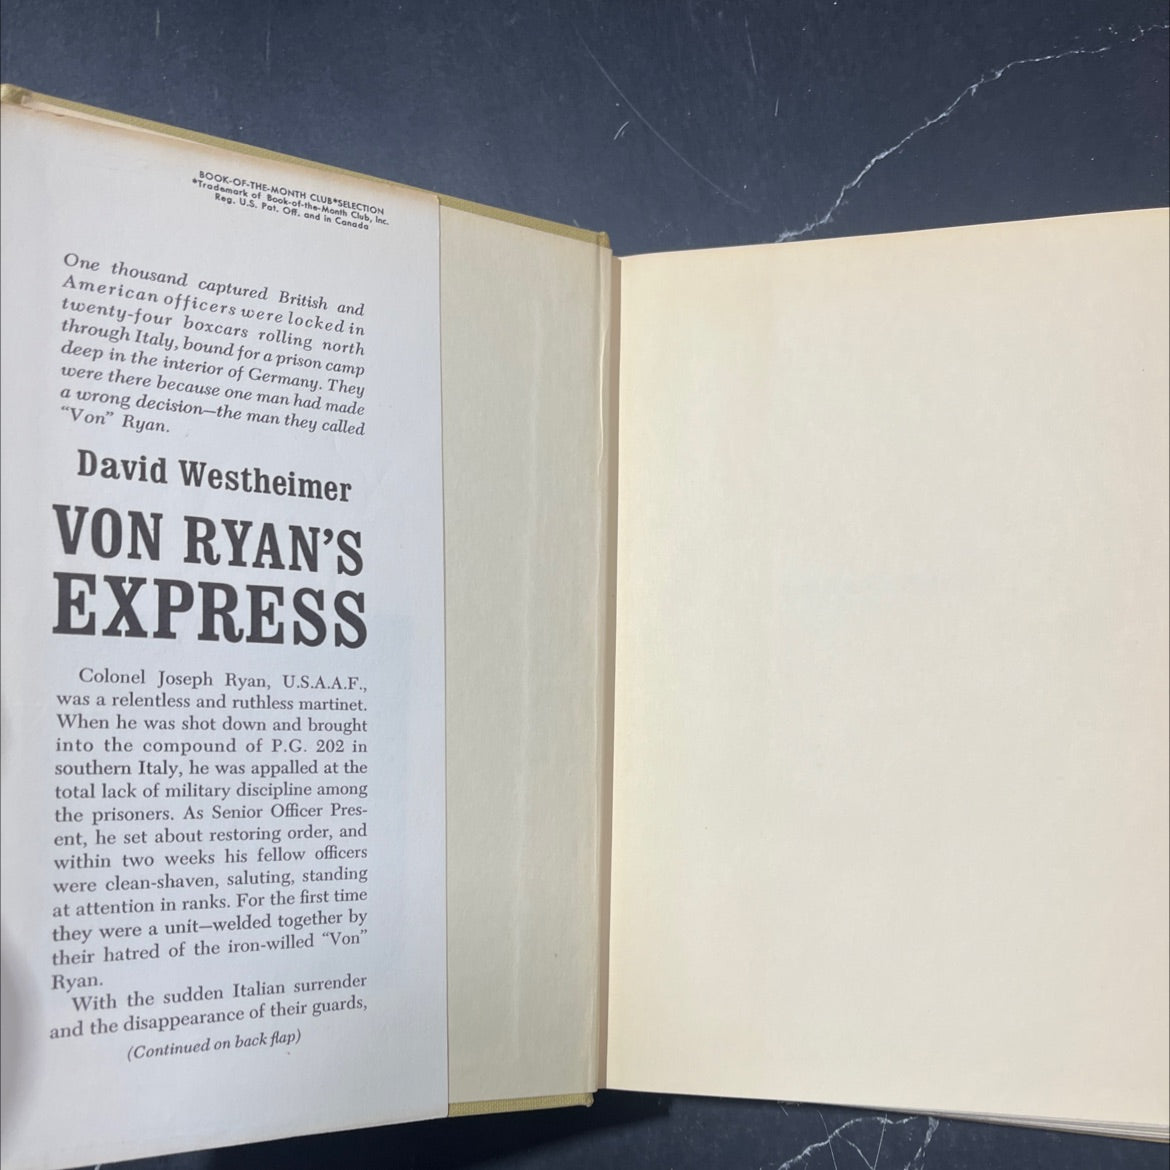 BOOK-OF-THE-MONTH CLUB*SELECTION
*Trademark of Book-of-the-Month Club, Inc.
Reg. U.S. Pat. Off. and in Canada
One thousand captured British and
American officers were locked in
twenty-four boxcars rolling north
through Italy, bound for a prison camp
deep in the interior of Germany. They
were there because one man had made
a wrong decision—the man they called
“Von” Ryan.
David Westheimer
VON RYAN’S
EXPRESS
Colonel Joseph Ryan, U.S.A.A.F.,
was a relentless and ruthless martinet.
When he was shot down and brought
into the compound of P.G. 202 in
southern Italy, he was appalled at the
total lack of military discipline among
the prisoners. As Senior Officer Pres-
ent, he set about restoring order, and
within two weeks his fellow officers
were clean-shaven, saluting, standing
at attention in ranks. For the first time
they were a unit—welded together by
their hatred of the iron-willed “Von”
Ryan.
With the sudden Italian surrender
and the disappearance of their guards,
(Continued on back flap)